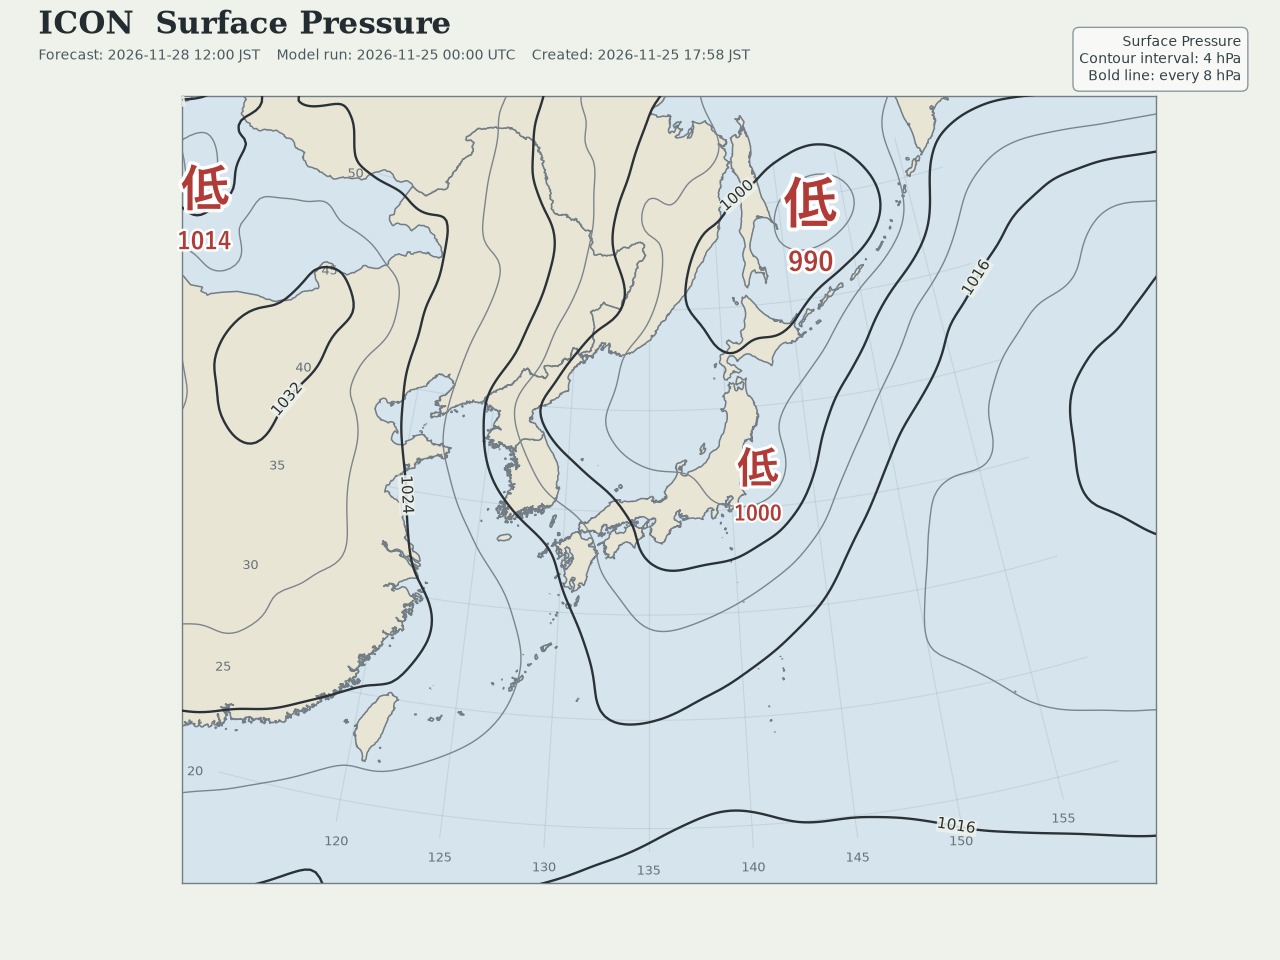 ICON  Surface Pressure
Forecast: 2026-11-28 12:00 JST    Model run: 2026-11-25 00:00 UTC    Created: 2026-11-25 17:58 JST
Surface Pressure
Contour interval: 4 hPa
Bold line: every 8 hPa
50
低
1014
1000
低
990
45
1016
40
1032
35
低
1000
1024
30
25
20
1016
155
120
125
130
135
140
145
150